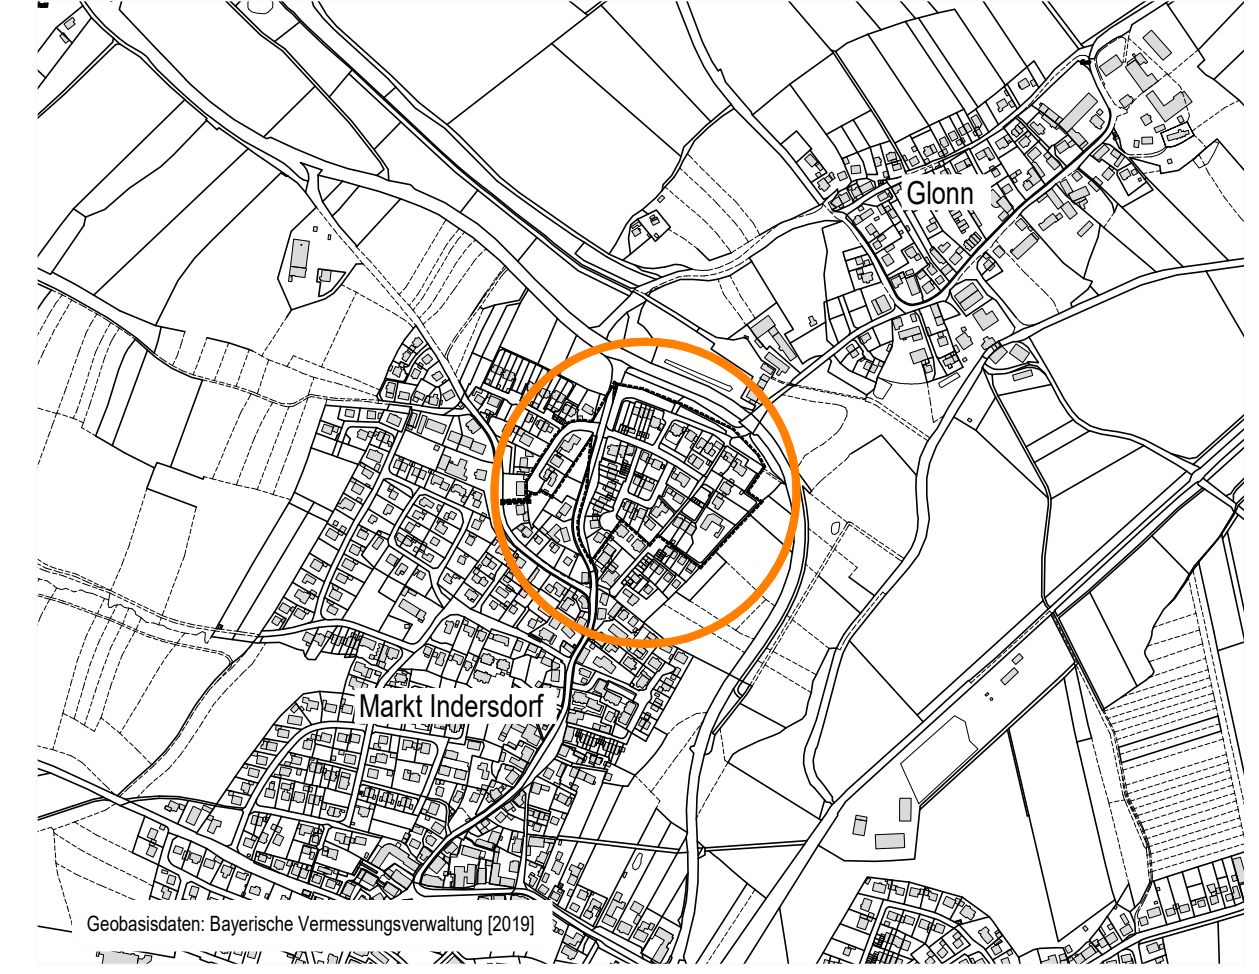 Glonn
Markt Indersdorf
Geobasisdaten: Bayerische Vermessungsverwaltung [2019]